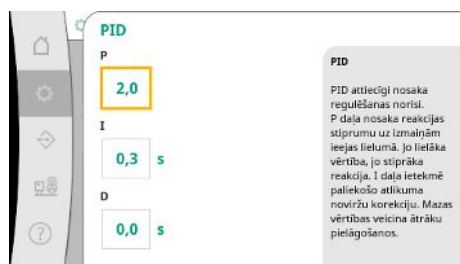 PID
P
2,0
I
0,3 s
D
0,0 s
PID
PID attiecīgi nosaka
regulēšanas norisi.
P daļa nosaka reakcijas
stiprumu uz izmaiņām
ieejas lielumā. Jo lielāka
vērtība, jo stiprāka
reakcija. I daļa ietekmē
paliekošo atlikuma
noviržu korekciju. Mazas
vērtības veicina ātrāku
pielāgošanos.